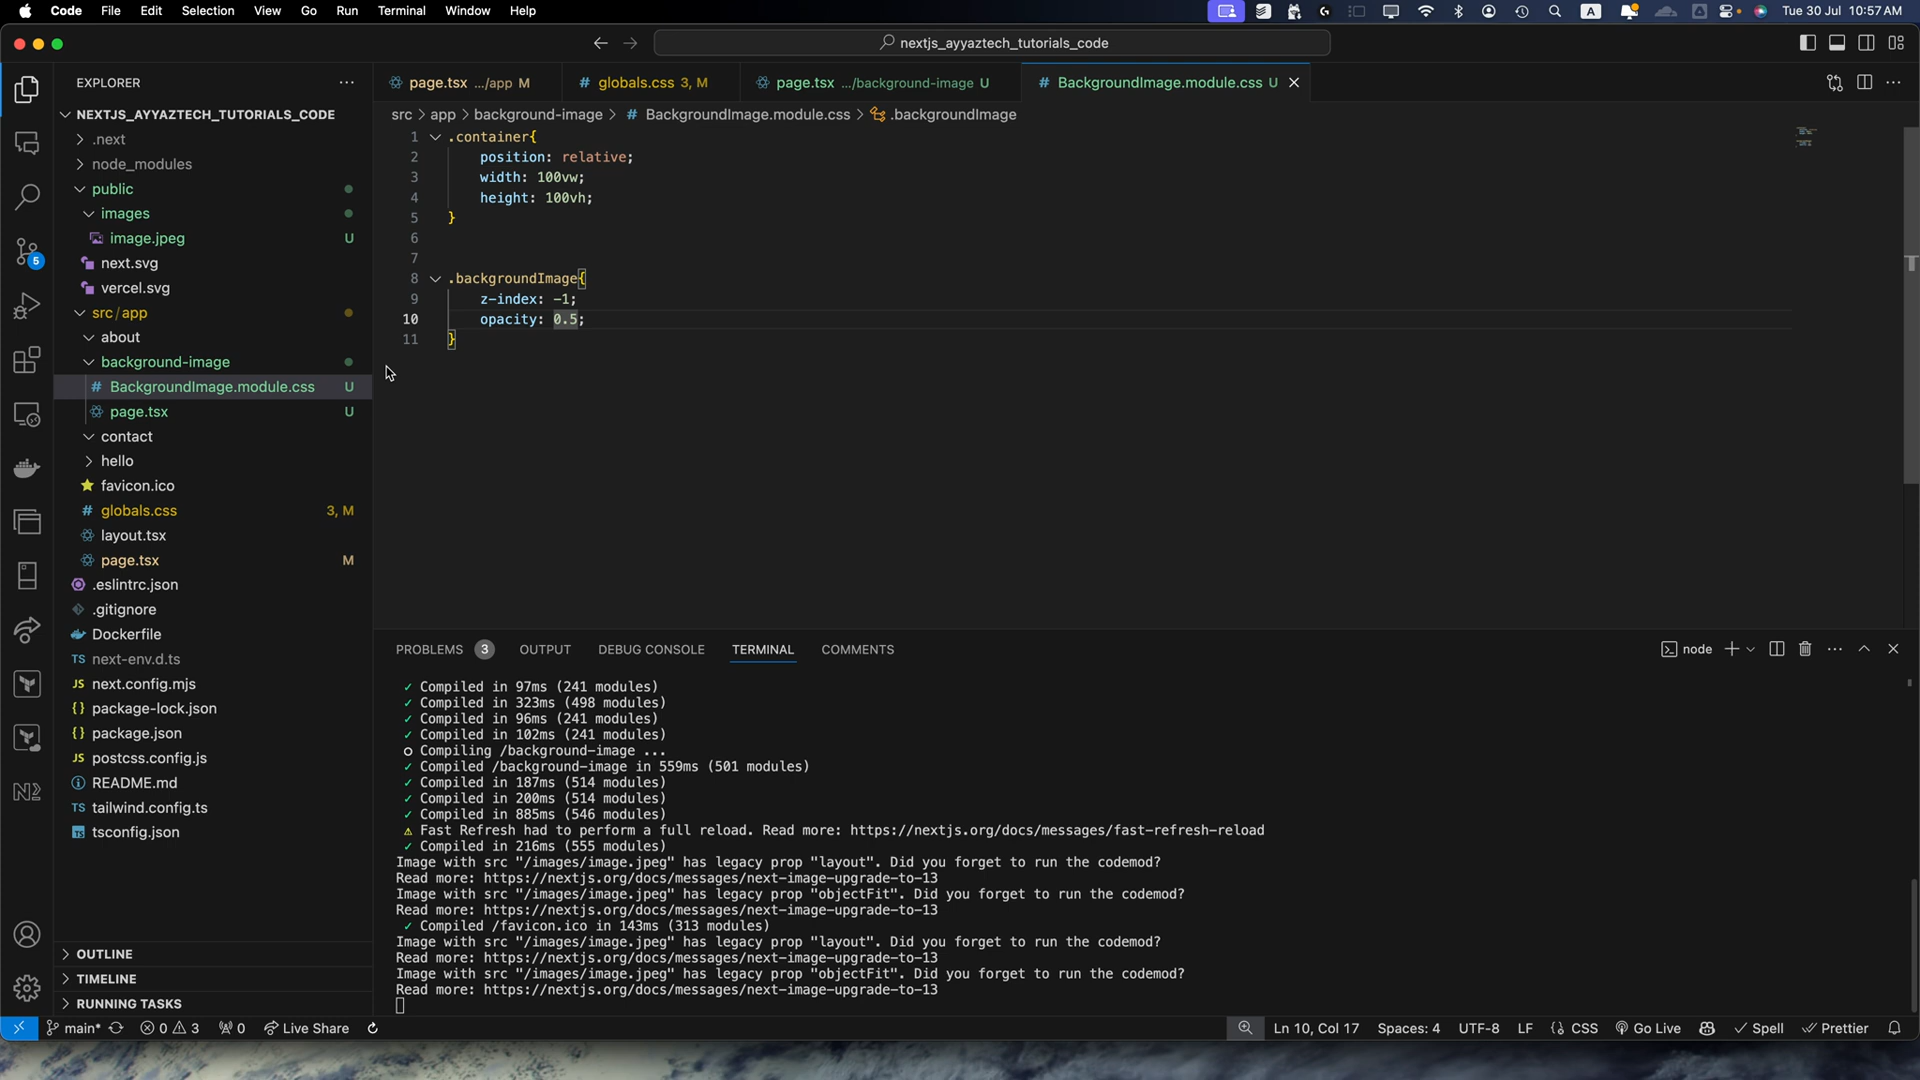 Code File Edit Selection View Go Run Terminal Window Help Tue 30 Jul 10:57 AM
nextjs_ayyaztech_tutorials_code
EXPLORER
page.tsx .../app M
globals.css 3, M
page.tsx .../background-image U
BackgroundImage.module.css U
NEXTJS_AYYAZTECH_TUTORIALS_CODE
.next
node_modules
public
images
image.jpeg U
next.svg
vercel.svg
src/app
about
background-image
BackgroundImage.module.css U
page.tsx U
contact
hello
favicon.ico
globals.css 3, M
layout.tsx
page.tsx M
.eslintrc.json
.gitignore
Dockerfile
next-env.d.ts
next.config.mjs
package-lock.json
package.json
postcss.config.js
README.md
tailwind.config.ts
tsconfig.json
OUTLINE
TIMELINE
RUNNING TASKS
src > app > background-image > # BackgroundImage.module.css > .backgroundImage
1 .container{
2 position: relative;
3 width: 100vw;
4 height: 100vh;
5 }
6
7
8 .backgroundImage{
9 z-index: -1;
10 opacity: 0.5;
11 }
PROBLEMS 3 OUTPUT DEBUG CONSOLE TERMINAL COMMENTS node
✓ Compiled in 97ms (241 modules)
✓ Compiled in 323ms (498 modules)
✓ Compiled in 96ms (241 modules)
✓ Compiled in 102ms (241 modules)
○ Compiling /background-image ...
✓ Compiled /background-image in 559ms (501 modules)
✓ Compiled in 187ms (514 modules)
✓ Compiled in 200ms (514 modules)
✓ Compiled in 885ms (546 modules)
⚠ Fast Refresh had to perform a full reload. Read more: https://nextjs.org/docs/messages/fast-refresh-reload
✓ Compiled in 216ms (555 modules)
Image with src "/images/image.jpeg" has legacy prop "layout". Did you forget to run the codemod?
Read more: https://nextjs.org/docs/messages/next-image-upgrade-to-13
Image with src "/images/image.jpeg" has legacy prop "objectFit". Did you forget to run the codemod?
Read more: https://nextjs.org/docs/messages/next-image-upgrade-to-13
✓ Compiled /favicon.ico in 143ms (313 modules)
Image with src "/images/image.jpeg" has legacy prop "layout". Did you forget to run the codemod?
Read more: https://nextjs.org/docs/messages/next-image-upgrade-to-13
Image with src "/images/image.jpeg" has legacy prop "objectFit". Did you forget to run the codemod?
Read more: https://nextjs.org/docs/messages/next-image-upgrade-to-13
main* 0 3 0 Live Share Ln 10, Col 17 Spaces: 4 UTF-8 LF CSS Go Live Spell Prettier